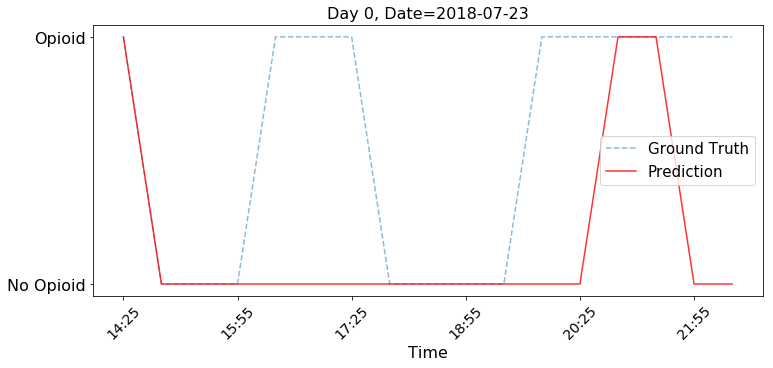 Day 0, Date=2018-07-23
Opioid
No Opioid
Ground Truth
Prediction
14:25
15:55
17:25
18:55
20:25
21:55
Time